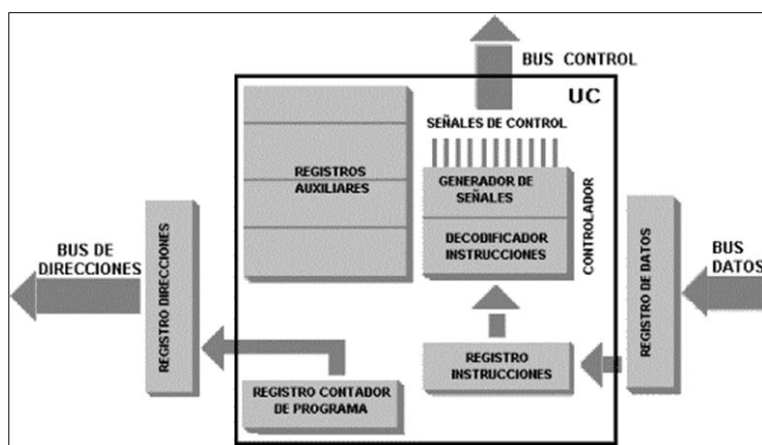 BUS CONTROL
UC
SEÑALES DE CONTROL
REGISTROS
AUXILIARES
GENERADOR DE
SEÑALES
DECODIFICADOR
INSTRUCCIONES
CONTROLADOR
BUS DE
DIRECCIONES
REGISTRO DIRECCIONES
REGISTRO DE DATOS
BUS
DATOS
REGISTRO
INSTRUCCIONES
REGISTRO CONTADOR
DE PROGRAMA